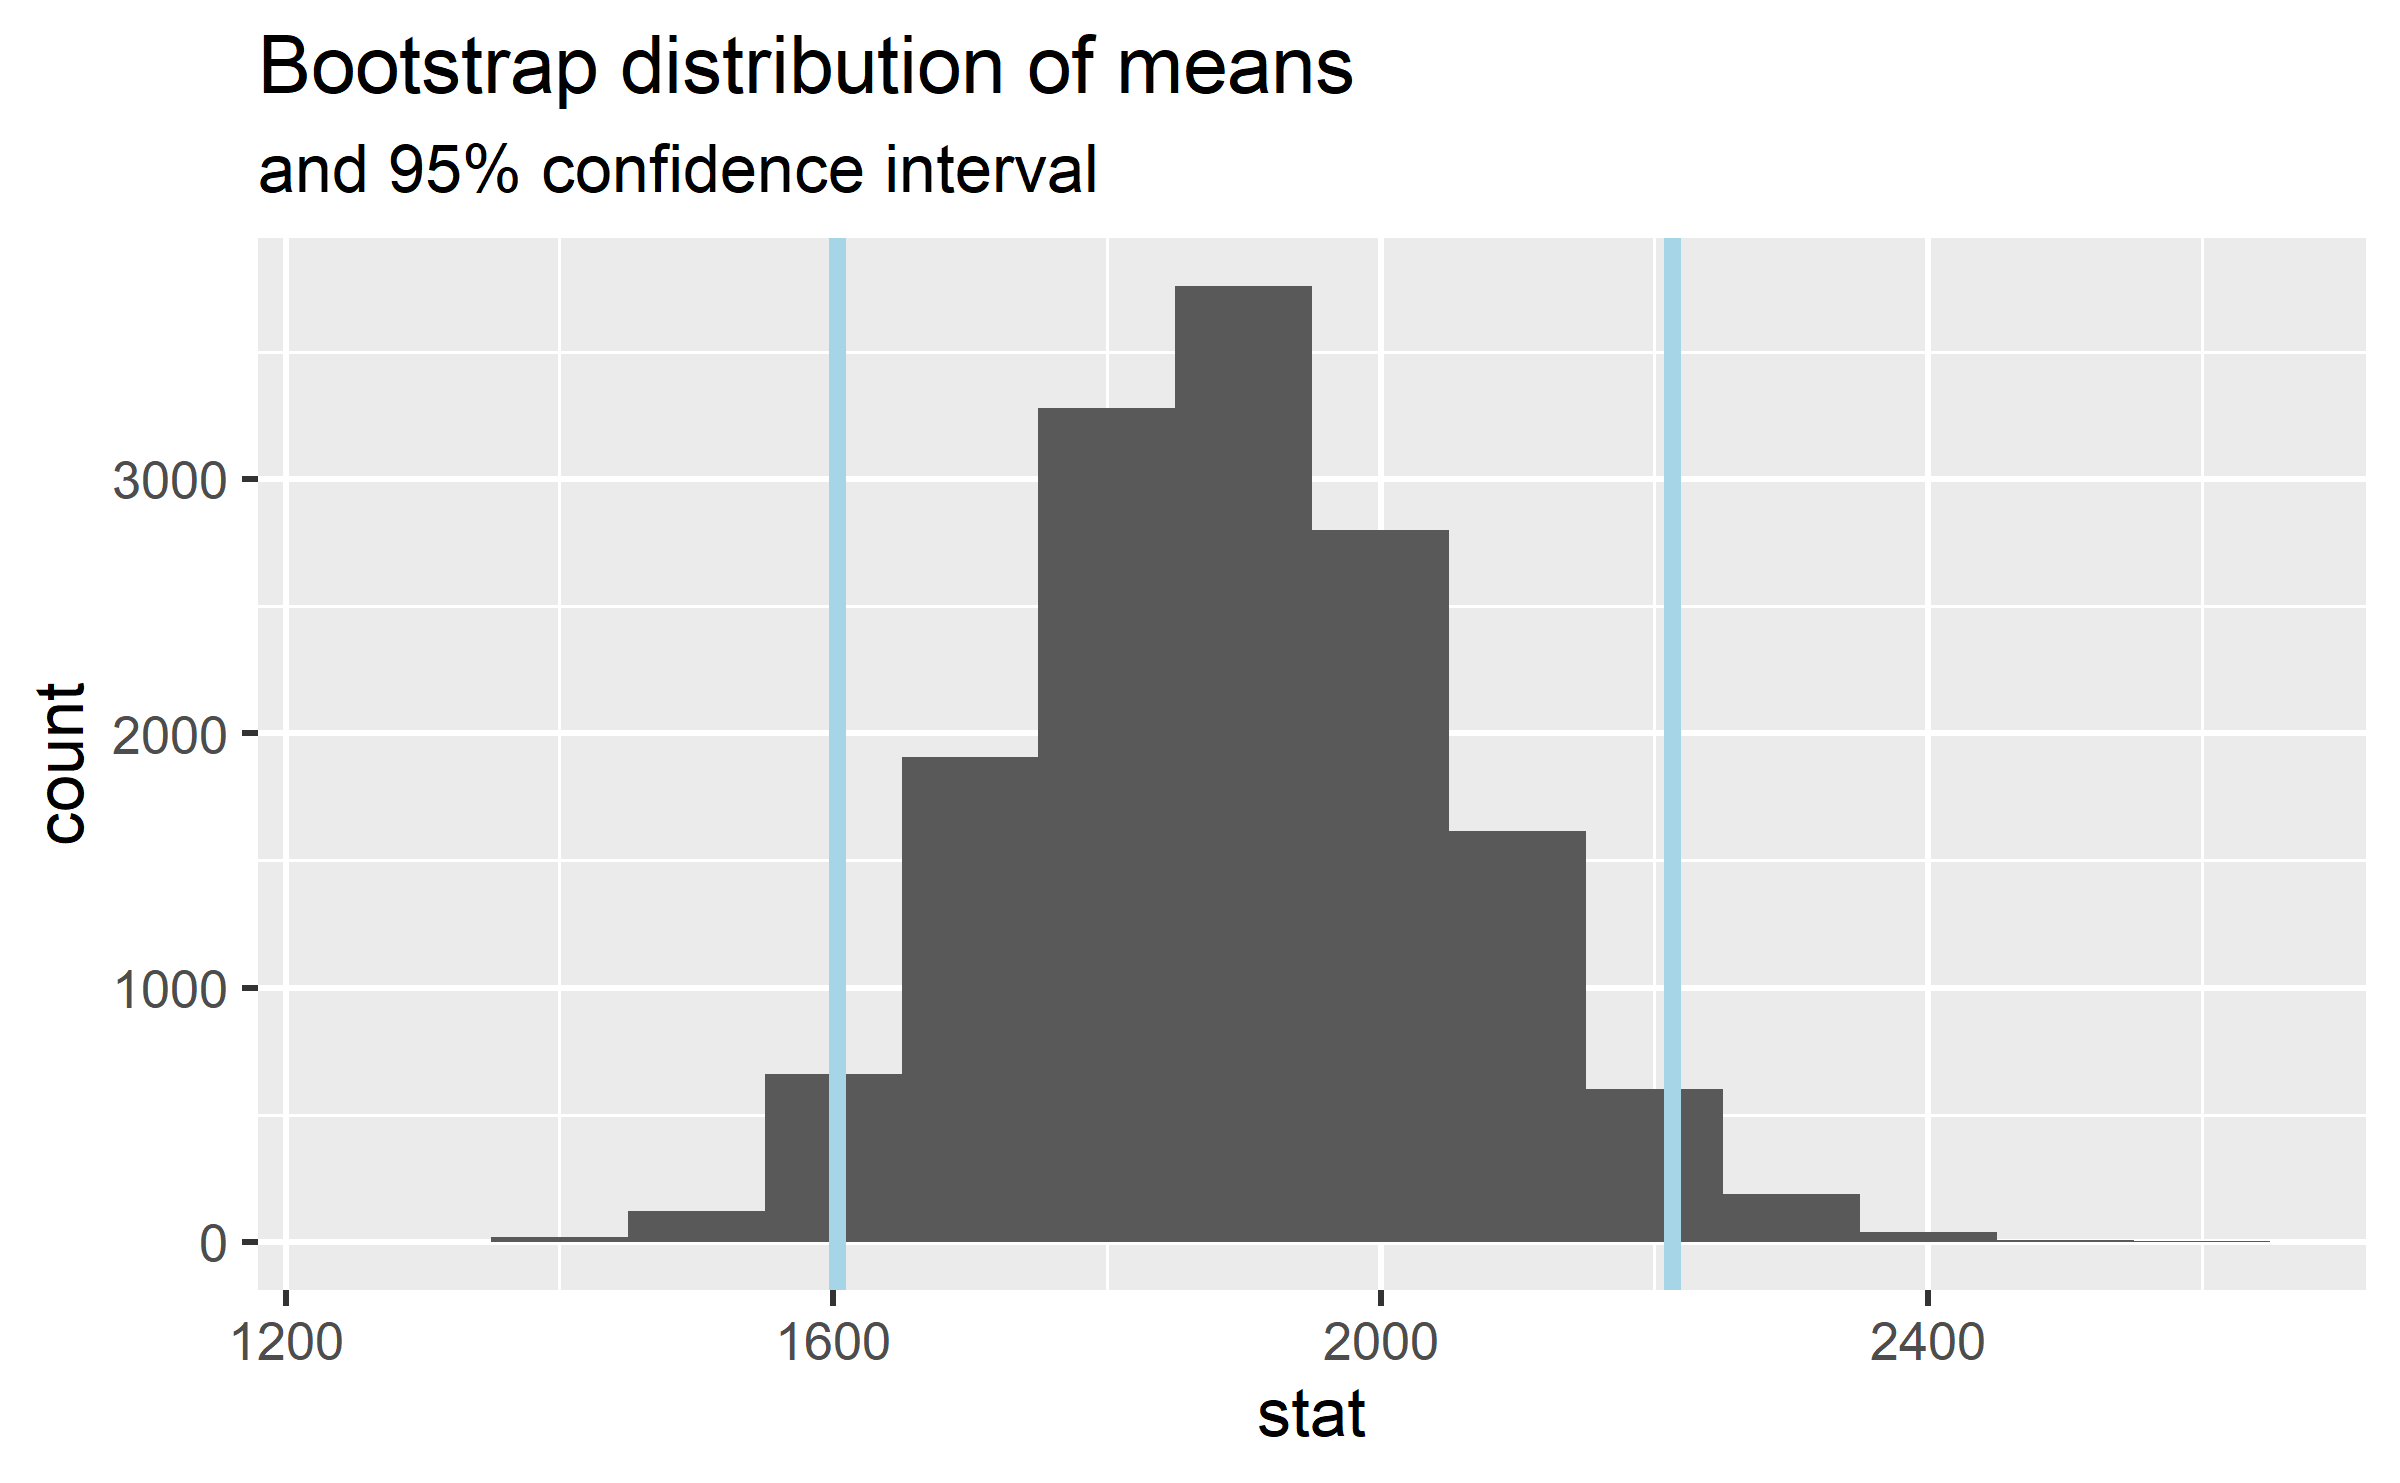 Bootstrap distribution of means
and 95% confidence interval
3000
2000
1000
0
count
1200 1600 2000 2400
stat